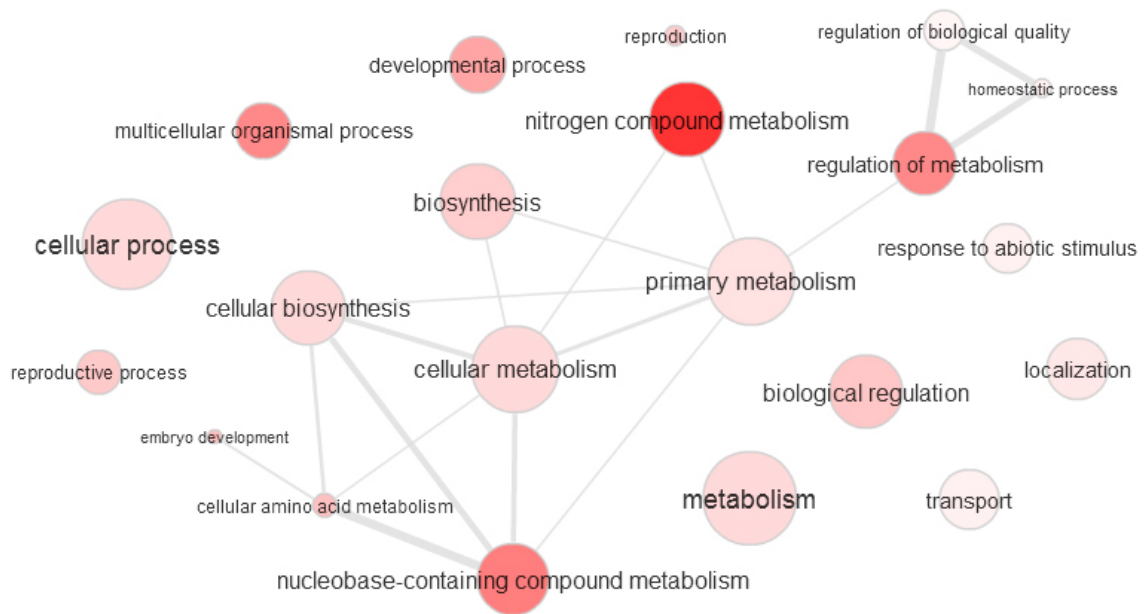 reproduction
regulation of biological quality
developmental process
homeostatic process
nitrogen compound metabolism
multicellular organismal process
regulation of metabolism
biosynthesis
cellular process
response to abiotic stimulus
primary metabolism
cellular biosynthesis
cellular metabolism
reproductive process
localization
biological regulation
embryo development
metabolism
transport
cellular amino acid metabolism
nucleobase-containing compound metabolism